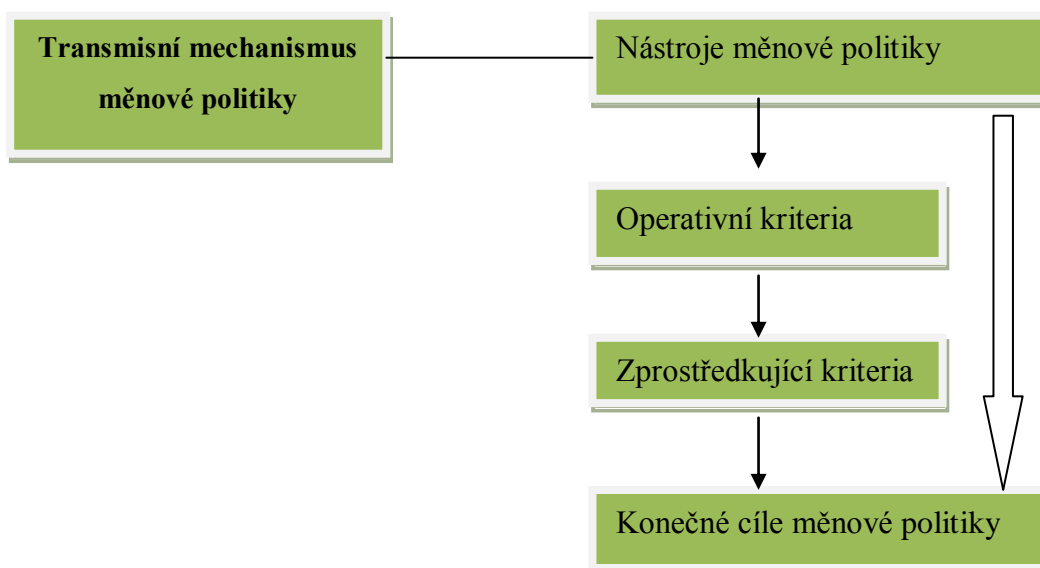 Transmisní mechanismus
měnové politiky
Nástroje měnové politiky
Operativní kriteria
Zprostředkující kriteria
Konečné cíle měnové politiky